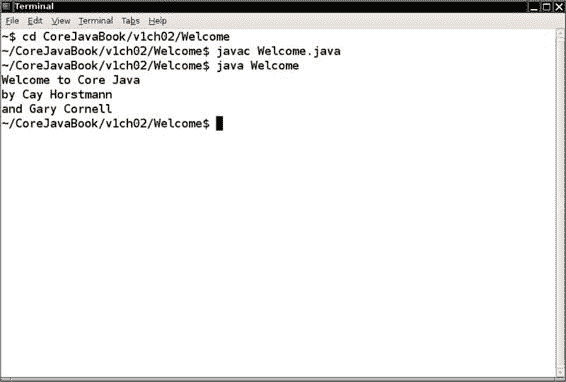 Terminal
File Edit View Terminal Tabs Help
~$ cd CoreJavaBook/v1ch02/Welcome
~/CoreJavaBook/v1ch02/Welcome$ javac Welcome.java
~/CoreJavaBook/v1ch02/Welcome$ java Welcome
Welcome to Core Java
by Cay Horstmann
and Gary Cornell
~/CoreJavaBook/v1ch02/Welcome$